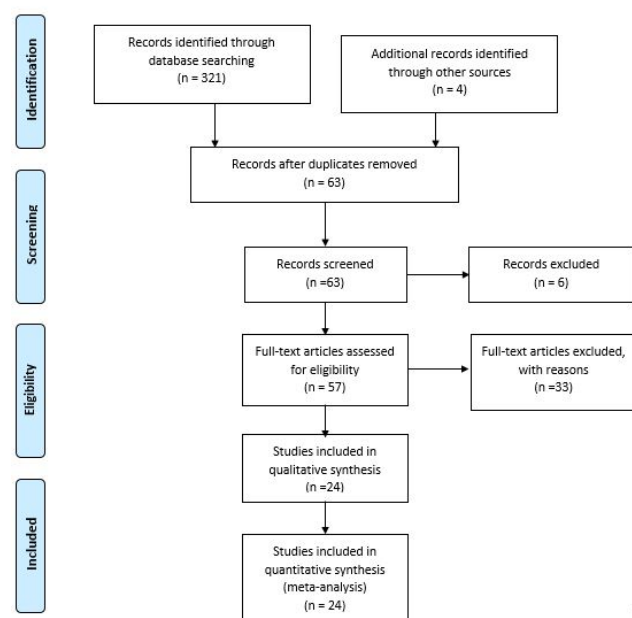 Identification
Records identified through
database searching
(n = 321)
Additional records identified
through other sources
(n = 4)
Records after duplicates removed
(n = 63)
Screening
Records screened
(n =63)
Records excluded
(n = 6)
Eligibility
Full-text articles assessed
for eligibility
(n = 57)
Full-text articles excluded,
with reasons
(n =33)
Studies included in
qualitative synthesis
(n =24)
Included
Studies included in
quantitative synthesis
(meta-analysis)
(n = 24)